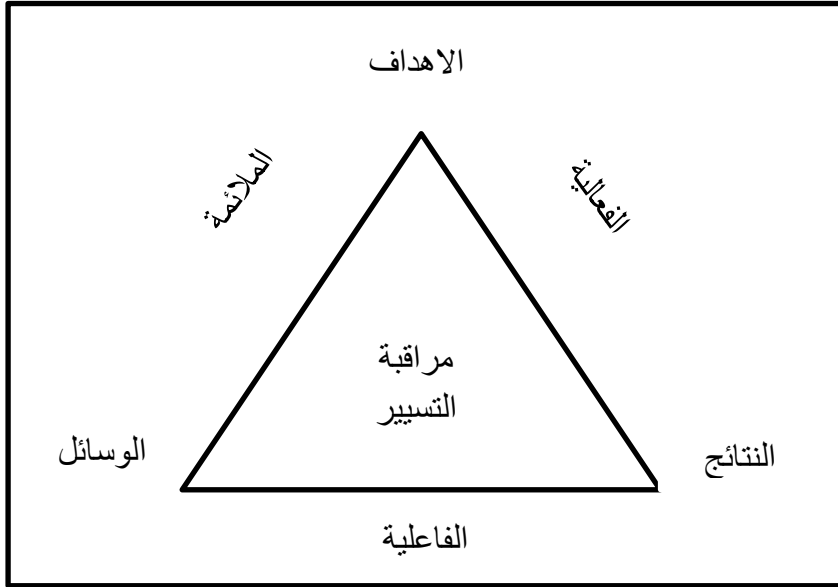 الاهداف
الملائمة
الفعالية
مراقبة
التسيير
الوسائل
النتائج
الفاعلية